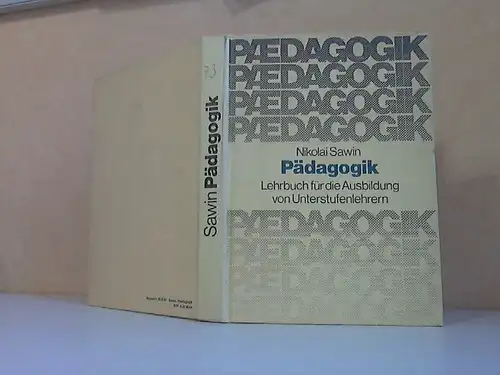 PÆDAGOGIK
PÆDAGOGIK
PÆDAGOGIK
PÆDAGOGIK
Nikolai Sawin
Pädagogik
Lehrbuch für die Ausbildung
von Unterstufenlehrern
PÆDAGOGIK
PÆDAGOGIK
PÆDAGOGIK
PÆDAGOGIK
Sawin Pädagogik